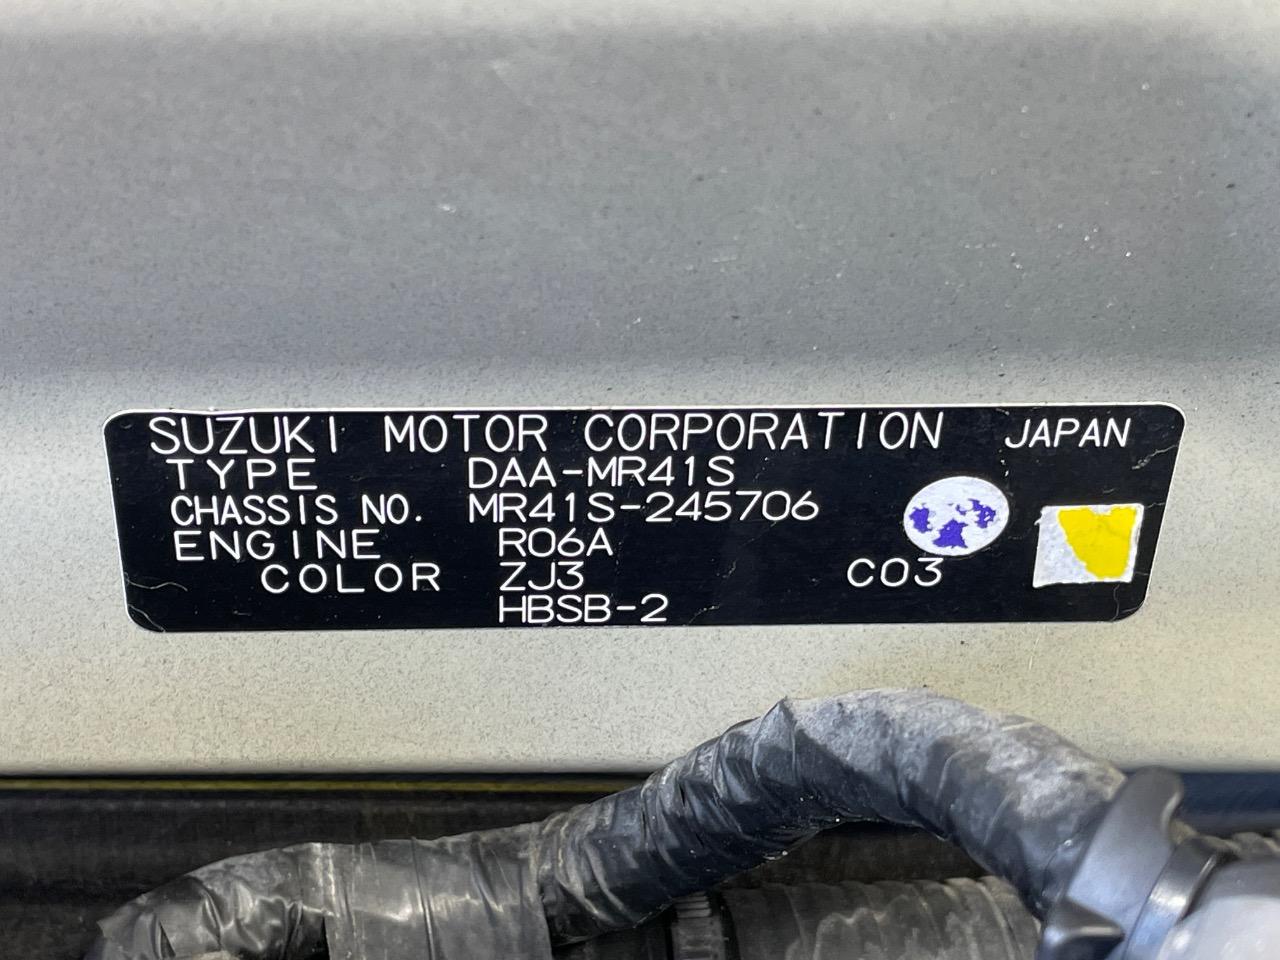 SUZUKI MOTOR CORPORATION JAPAN
TYPE DAA-MR41S
CHASSIS NO. MR41S-245706
ENGINE R06A
COLOR ZJ3 C03
HBSB-2